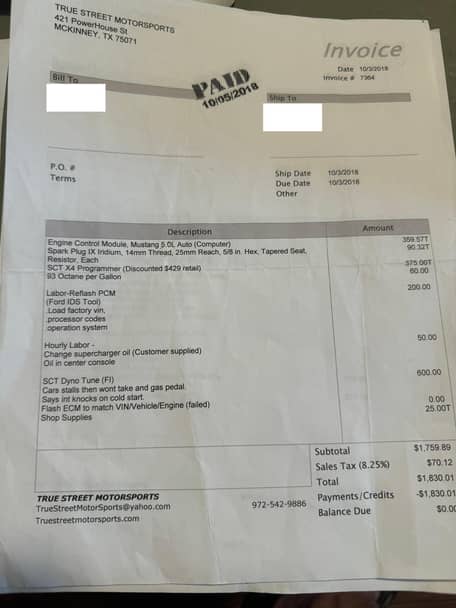 TRUE STREET MOTORSPORTS
421 PowerHouse St
MCKINNEY, TX 75071
Invoice
Date 10/3/2018
Invoice # 7364
Bill To
PAID
10/05/2018
Ship To
P.O. #
Terms
Ship Date 10/3/2018
Due Date 10/3/2018
Other
Description Amount
Engine Control Module, Mustang 5.0L Auto (Computer) 359.57T
Spark Plug IX Iridium, 14mm Thread, 25mm Reach, 5/8 in. Hex, Tapered Seat, 90.32T
Resistor, Each
SCT X4 Programmer (Discounted $429 retail) 375.00T
93 Octane per Gallon 60.00
Labor-Reflash PCM 200.00
(Ford IDS Tool)
.Load factory vin,
.processor codes
.operation system
Hourly Labor - 50.00
Change supercharger oil (Customer supplied)
Oil in center console
SCT Dyno Tune (FI) 600.00
Cars stalls then wont take and gas pedal.
Says int knocks on cold start.
Flash ECM to match VIN/Vehicle/Engine (failed) 0.00
Shop Supplies 25.00T
Subtotal $1,759.89
Sales Tax (8.25%) $70.12
Total $1,830.01
Payments/Credits -$1,830.01
Balance Due $0.00
TRUE STREET MOTORSPORTS
TrueStreetMotorSports@yahoo.com 972-542-9886
Truestreetmotorsports.com